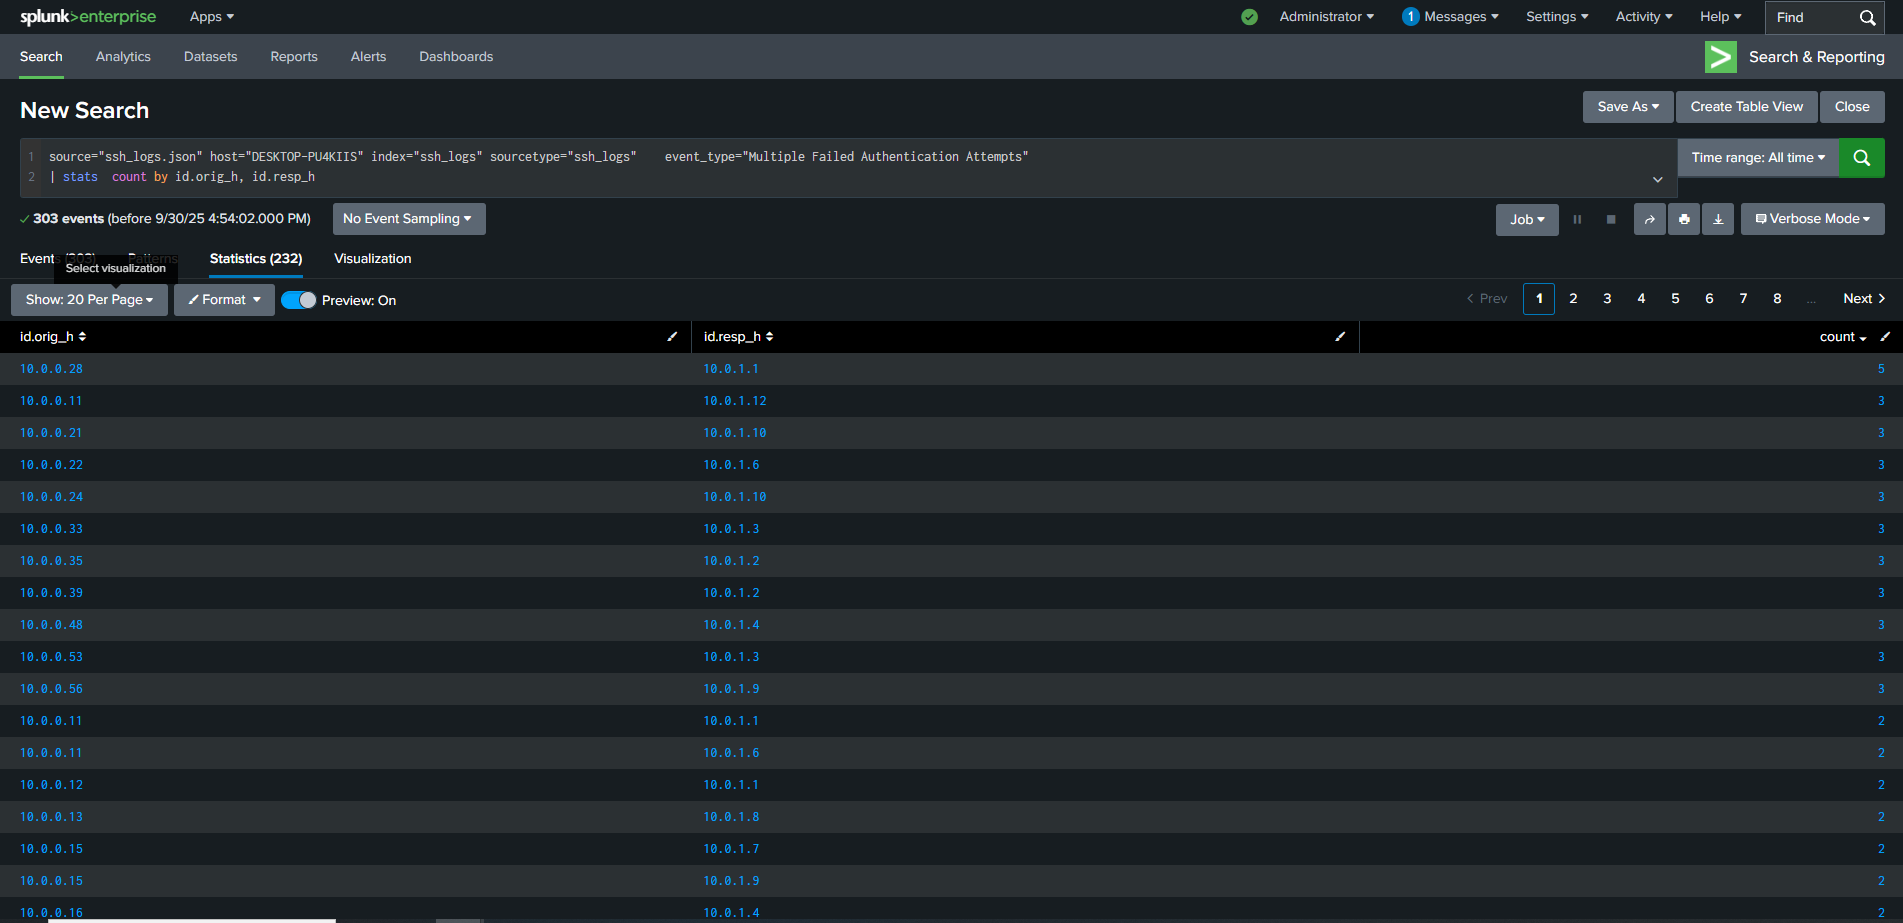 splunk>enterprise Apps Administrator 1 Messages Settings Activity Help Find
Search Analytics Datasets Reports Alerts Dashboards Search & Reporting
New Search Save As Create Table View Close
1 source="ssh_logs.json" host="DESKTOP-PU4KIIS" index="ssh_logs" sourcetype="ssh_logs" event_type="Multiple Failed Authentication Attempts" Time range: All time
2 | stats count by id.orig_h, id.resp_h
303 events (before 9/30/25 4:54:02.000 PM) No Event Sampling Job Verbose Mode
Events (303) Patterns Statistics (232) Visualization
Select visualization
Show: 20 Per Page Format Preview: On < Prev 1 2 3 4 5 6 7 8 ... Next >
id.orig_h id.resp_h count
10.0.0.28 10.0.1.1 5
10.0.0.11 10.0.1.12 3
10.0.0.21 10.0.1.10 3
10.0.0.22 10.0.1.6 3
10.0.0.24 10.0.1.10 3
10.0.0.33 10.0.1.3 3
10.0.0.35 10.0.1.2 3
10.0.0.39 10.0.1.2 3
10.0.0.48 10.0.1.4 3
10.0.0.53 10.0.1.3 3
10.0.0.56 10.0.1.9 3
10.0.0.11 10.0.1.1 2
10.0.0.11 10.0.1.6 2
10.0.0.12 10.0.1.1 2
10.0.0.13 10.0.1.8 2
10.0.0.15 10.0.1.7 2
10.0.0.15 10.0.1.9 2
10.0.0.16 10.0.1.4 2